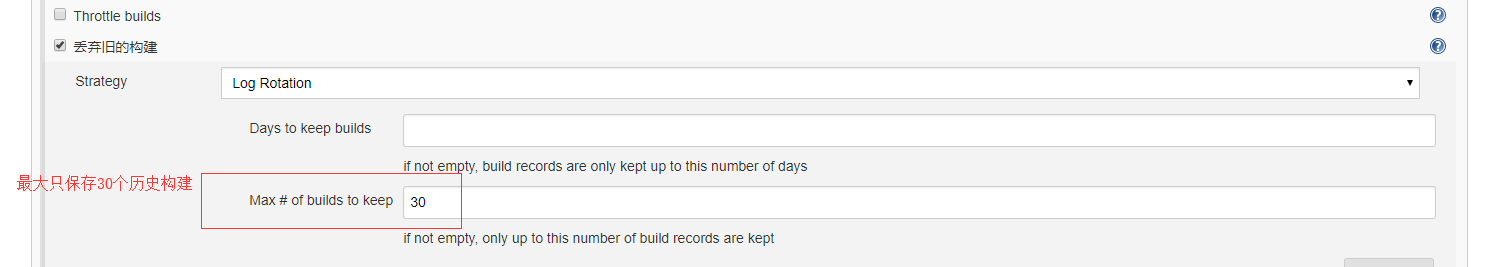 Throttle builds
丢弃旧的构建
Strategy
Log Rotation
Days to keep builds
if not empty, build records are only kept up to this number of days
最大只保存30个历史构建
Max # of builds to keep
30
if not empty, only up to this number of build records are kept